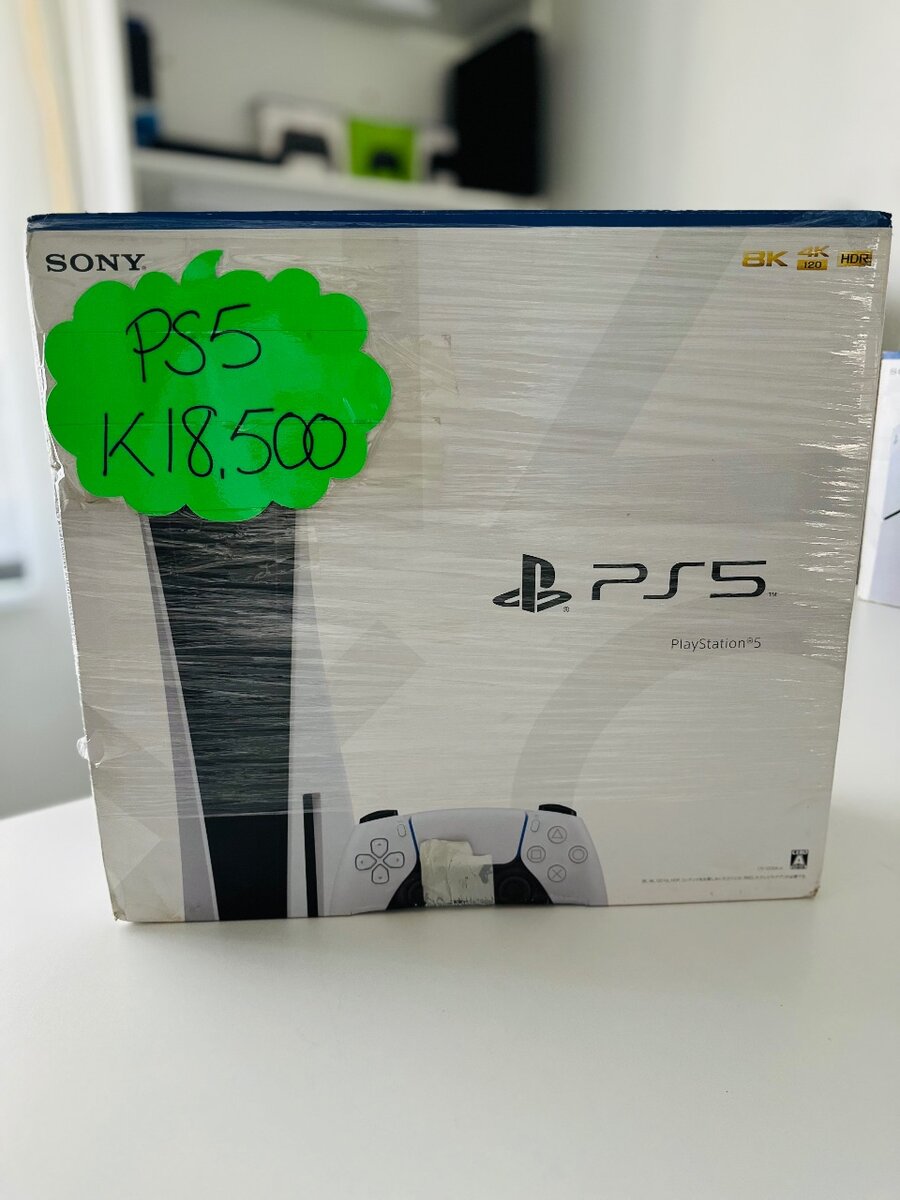 SONY
8K 4K 120 HDR
PS5
K18,500
PS5
PlayStation®5
A